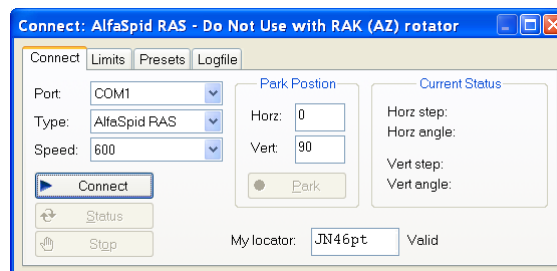 Connect: AlfaSpid RAS - Do Not Use with RAK (AZ) rotator
Connect Limits Presets Logfile
Port: COM1
Type: AlfaSpid RAS
Speed: 600
Connect
Status
Stop
Park Postion
Horz: 0
Vert: 90
Park
Current Status
Horz step:
Horz angle:
Vert step:
Vert angle:
My locator: JN46pt Valid